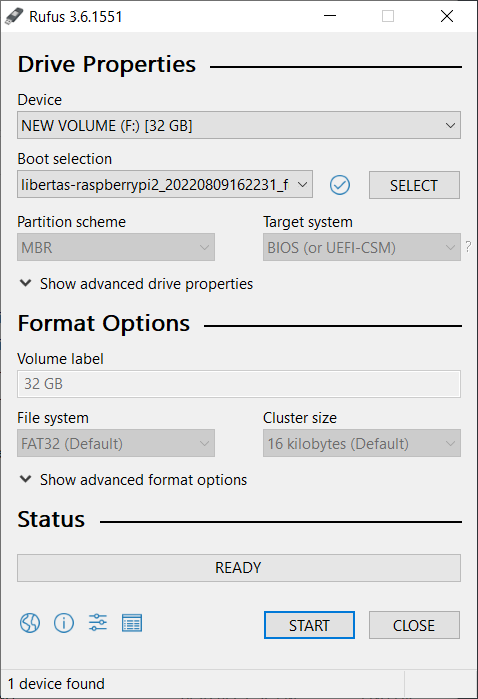 Rufus 3.6.1551
Drive Properties
Device
NEW VOLUME (F:) [32 GB]
Boot selection
libertas-raspberrypi2_20220809162231_f
SELECT
Partition scheme
Target system
MBR
BIOS (or UEFI-CSM)
?
Show advanced drive properties
Format Options
Volume label
32 GB
File system
Cluster size
FAT32 (Default)
16 kilobytes (Default)
Show advanced format options
Status
READY
START
CLOSE
1 device found